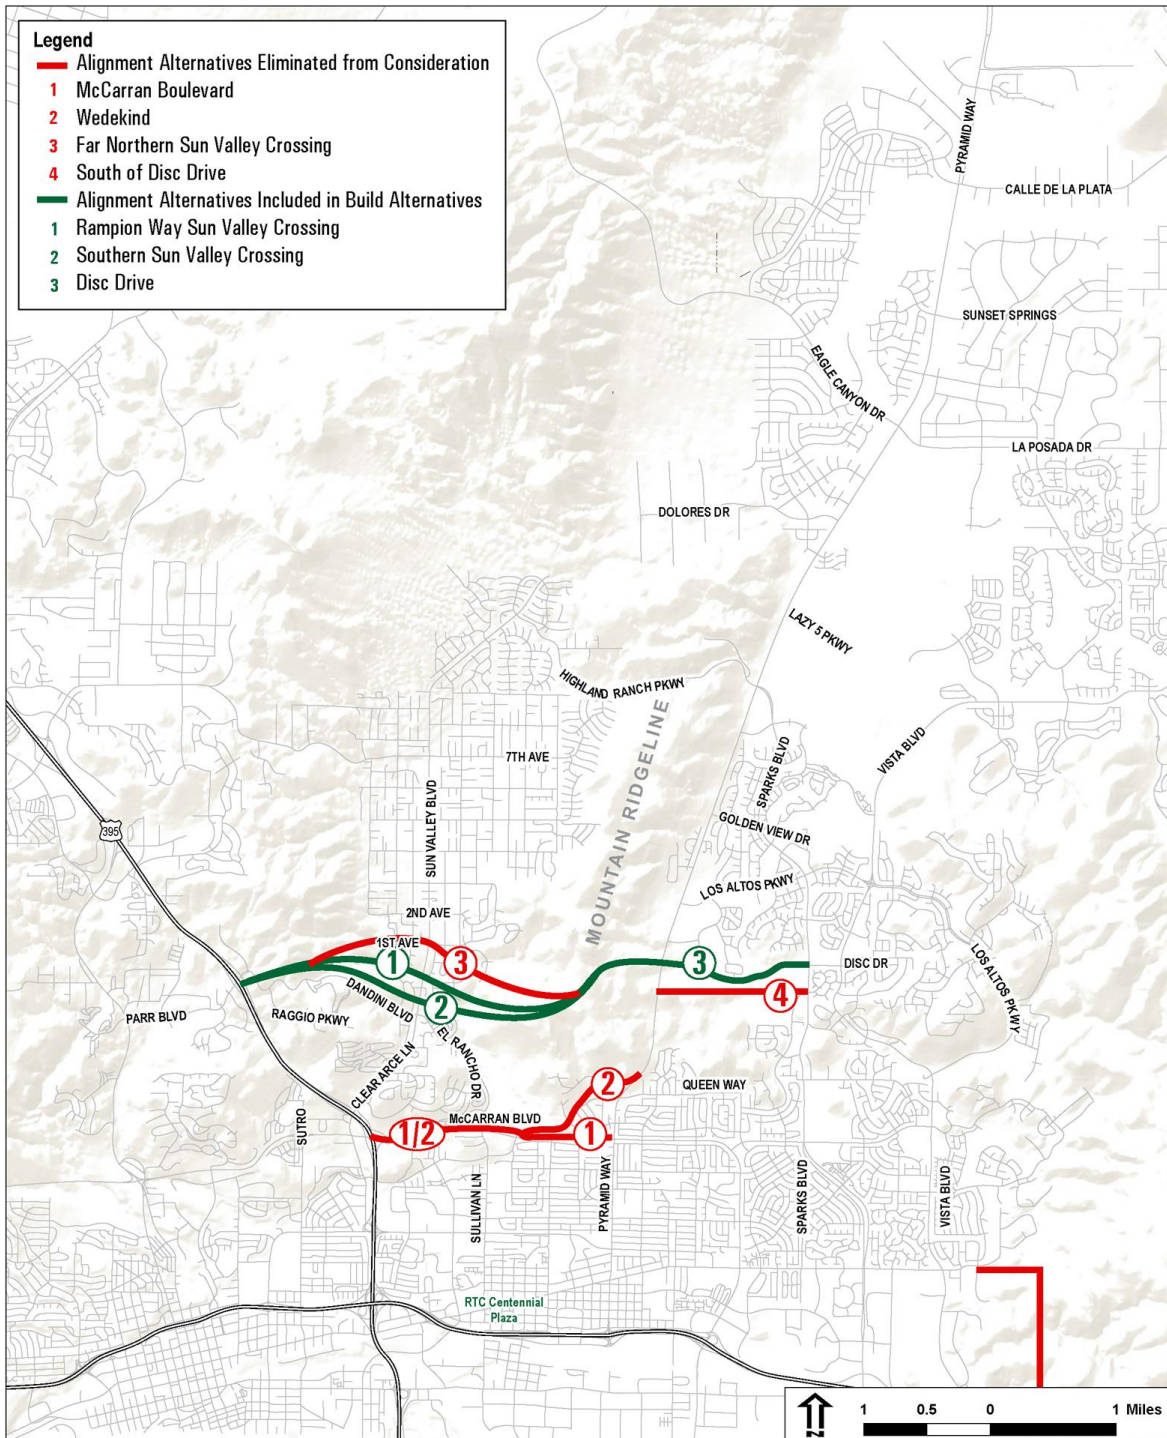 Legend
Alignment Alternatives Eliminated from Consideration
1 McCarran Boulevard
2 Wedekind
3 Far Northern Sun Valley Crossing
4 South of Disc Drive
Alignment Alternatives Included in Build Alternatives
1 Rampion Way Sun Valley Crossing
2 Southern Sun Valley Crossing
3 Disc Drive
PYRAMID WAY
CALLE DE LA PLATA
SUNSET SPRINGS
EAGLE CANYON DR
LA POSADA DR
DOLORES DR
LAZY 5 PKWY
HIGHLAND RANCH PKWY
MOUNTAIN RIDGELINE
7TH AVE
SPARKS BLVD
VISTA BLVD
SUN VALLEY BLVD
395
GOLDEN VIEW DR
LOS ALTOS PKWY
2ND AVE
1ST AVE
1
3
3
DISC DR
LOS ALTOS PKWY
4
2
DANDINI BLVD
PARR BLVD
RAGGIO PKWY
EL RANCHO DR
CLEAR ARCE LN
2
QUEEN WAY
McCARRAN BLVD
1/2
1
SUTRO
SULLIVAN LN
PYRAMID WAY
SPARKS BLVD
VISTA BLVD
RTC Centennial
Plaza
N
1 0.5 0 1 Miles